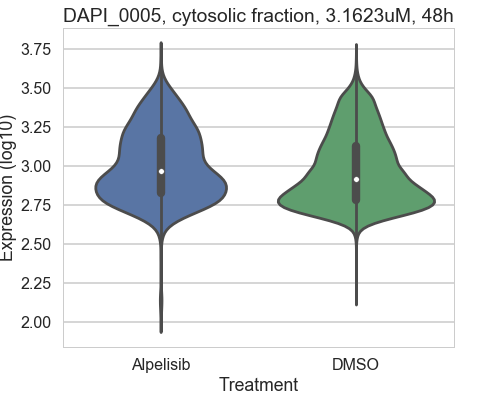 DAPI_0005, cytosolic fraction, 3.1623uM, 48h
3.75
3.50
3.25
3.00
2.75
2.50
2.25
2.00
Expression (log10)
Alpelisib
DMSO
Treatment